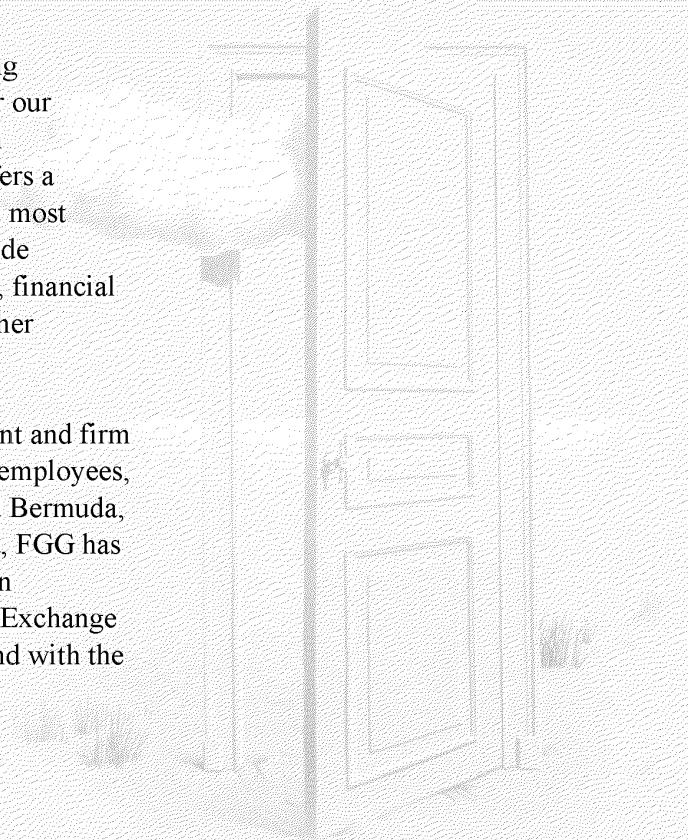 g
r our
ers a
most
de
, financial
her
nt and firm
employees,
Bermuda,
, FGG has
n
Exchange
nd with the